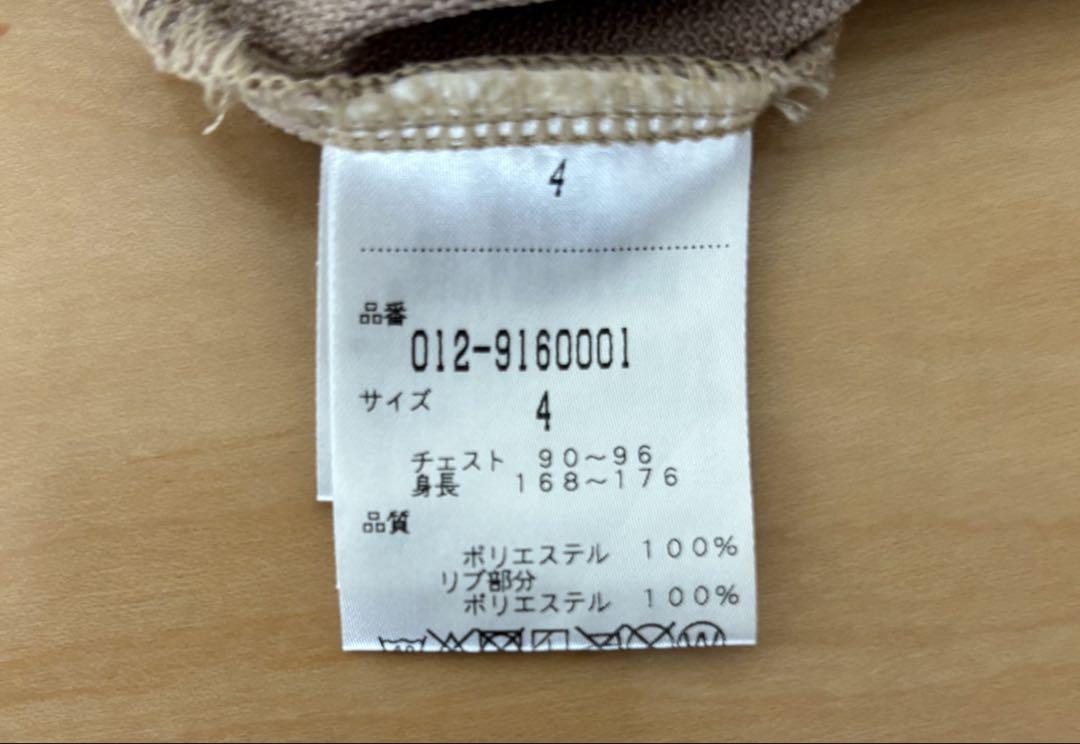 4
品番
012-9160001
サイズ 4
チェスト 90~96
身長 168~176
品質
ポリエステル 100%
リブ部分
ポリエステル 100%